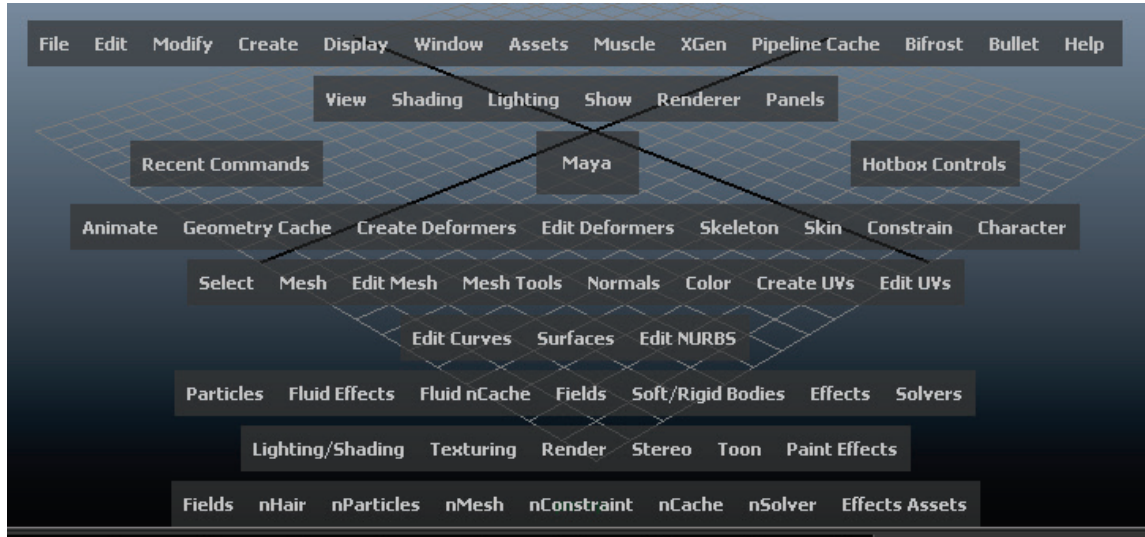 File Edit Modify Create Display Window Assets Muscle XGen Pipeline Cache Bifrost Bullet Help
View Shading Lighting Show Renderer Panels
Recent Commands Maya Hotbox Controls
Animate Geometry Cache Create Deformers Edit Deformers Skeleton Skin Constrain Character
Select Mesh Edit Mesh Mesh Tools Normals Color Create UVs Edit UVs
Edit Curves Surfaces Edit NURBS
Particles Fluid Effects Fluid nCache Fields Soft/Rigid Bodies Effects Solvers
Lighting/Shading Texturing Render Stereo Toon Paint Effects
Fields nHair nParticles nMesh nConstraint nCache nSolver Effects Assets